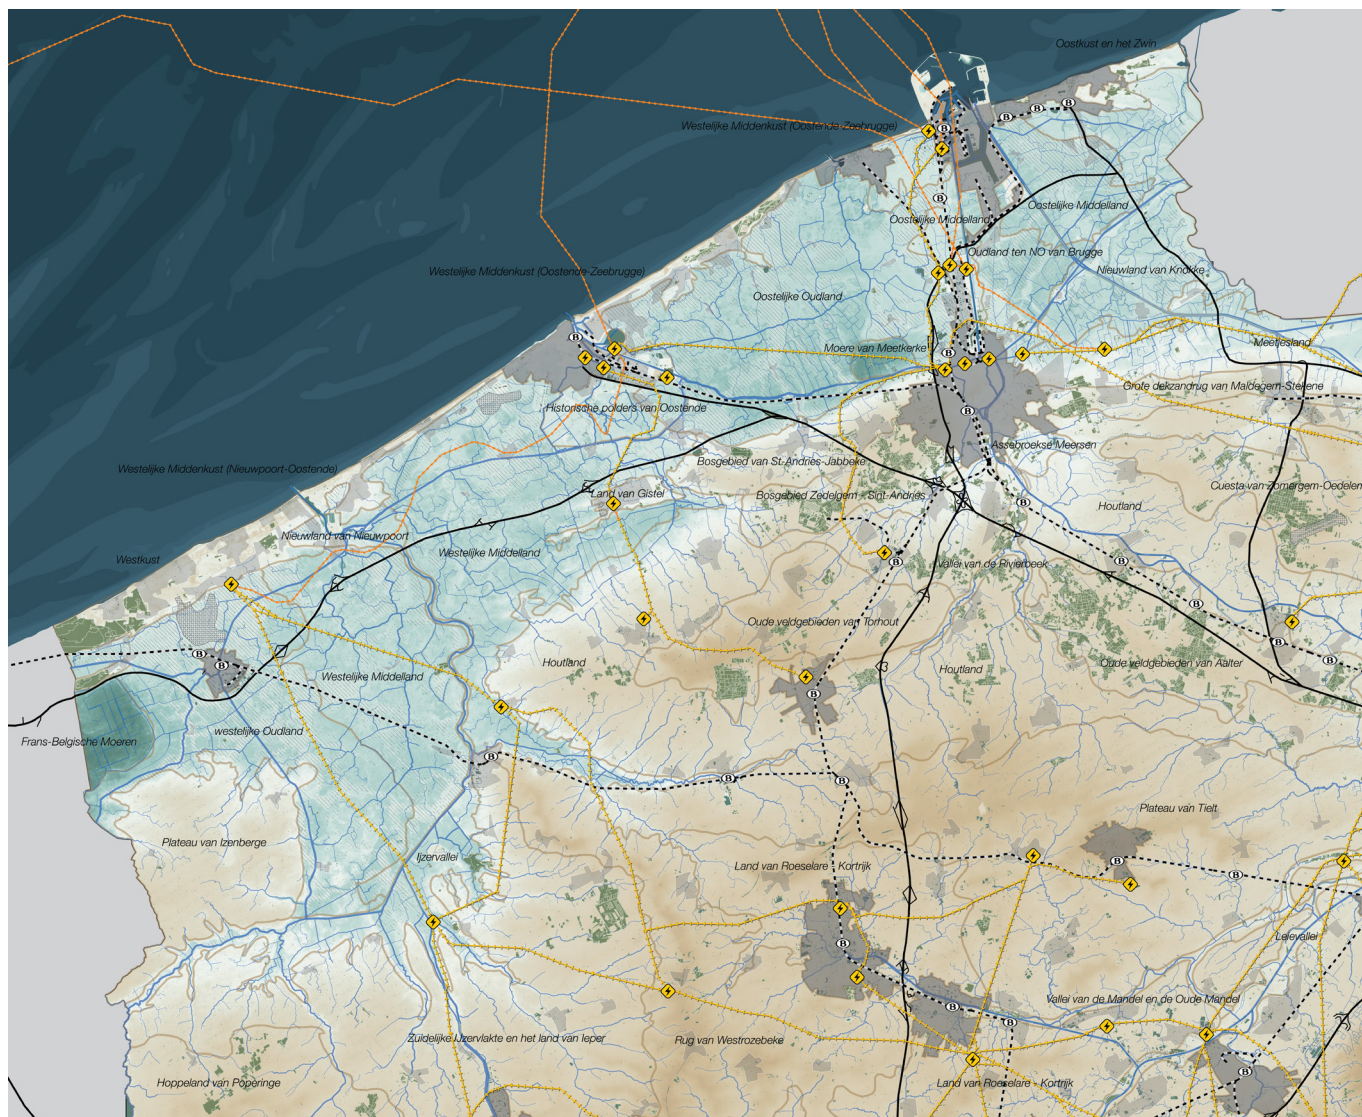 Oostkust en het Zwin
B
B
B
Westelijke Middenkust (Oostende-Zeebrugge)
B
B
Oostelijke Middelland
Oostelijke Middelland
Oudland ten NO van Brugge
Nieuwland van Knokke
Westelijke Middenkust (Oostende-Zeebrugge)
Oostelijke Oudland
B
Moere van Meetkerke
B
Meetjesland
Grote dekzandrug van Maldegem-Stekene
Historische polders van Oostende
B
Assebroekse Meersen
Westelijke Middenkust (Nieuwpoort-Oostende)
Bosgebied van St-Andries-Jabbeke
Land van Gistel
Bosgebied Zedelgem - Sint-Andries
Cuesta van Zomergem-Oedelem
B
Houtland
Nieuwland van Nieuwpoort
Westelijke Middelland
Westkust
B
Vallei van de Rivierbeek
B
B
Oude veldgebieden van Torhout
B
B
B
B
Houtland
Houtland
Oude veldgebieden van Aalter
Westelijke Middelland
B
westelijke Oudland
Frans-Belgische Moeren
B
B
B
Plateau van Tielt
Plateau van Izenberge
Ijzervallei
Land van Roeselare - Kortrijk
B
B
Leievallei
B
Vallei van de Mandel en de Oude Mandel
B
B
Zuidelijke IJzervlakte en het land van Ieper
Rug van Westrozebeke
B
Hoppeland van Poperinge
Land van Roeselare - Kortrijk